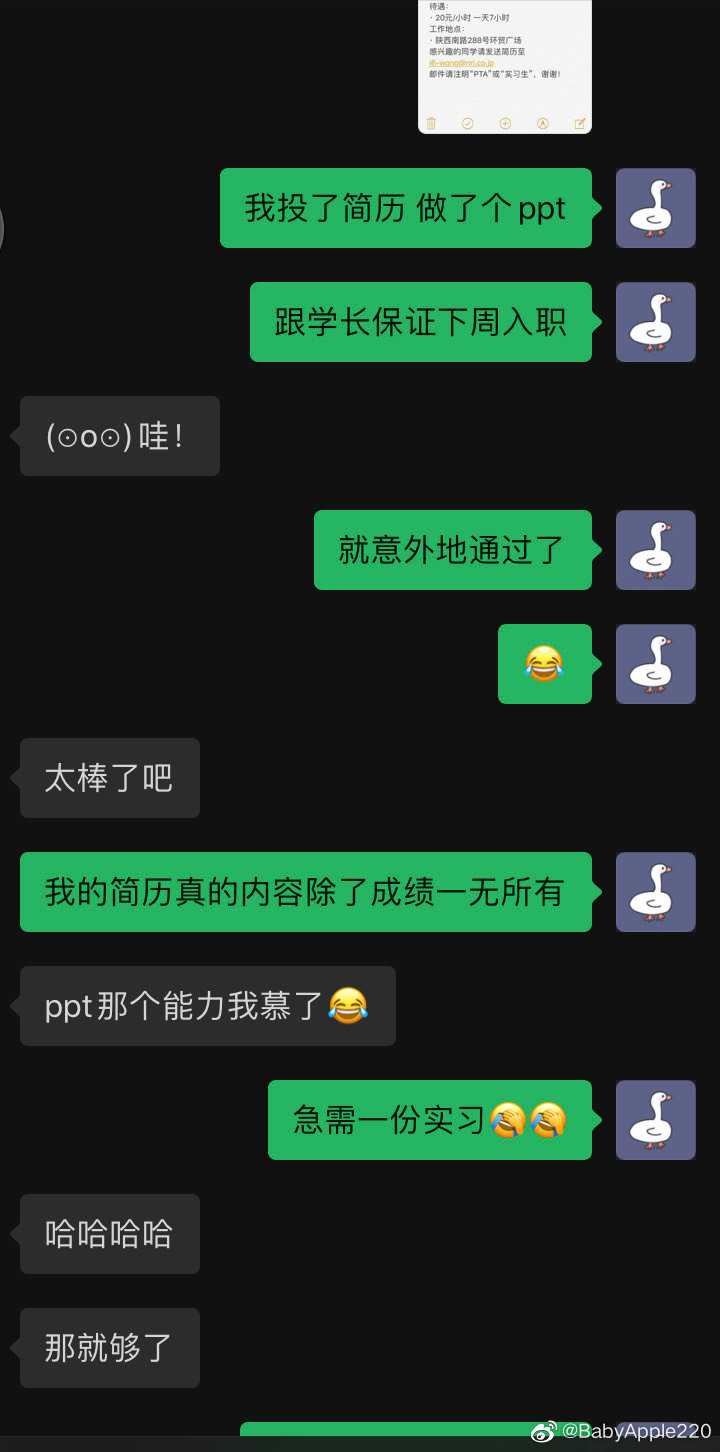 待遇：
· 20元/小时 一天7小时
工作地点：
· 陕西南路288号环贸广场
感兴趣的同学请发送简历至
邮件请注明“PTA”或“实习生”，谢谢！
我投了简历 做了个ppt
跟学长保证下周入职
(⊙o⊙)哇！
就意外地通过了
😂
太棒了吧
我的简历真的内容除了成绩一无所有
ppt那个能力我慕了😂
急需一份实习🤣🤣
哈哈哈哈
那就够了
@BabyApple220